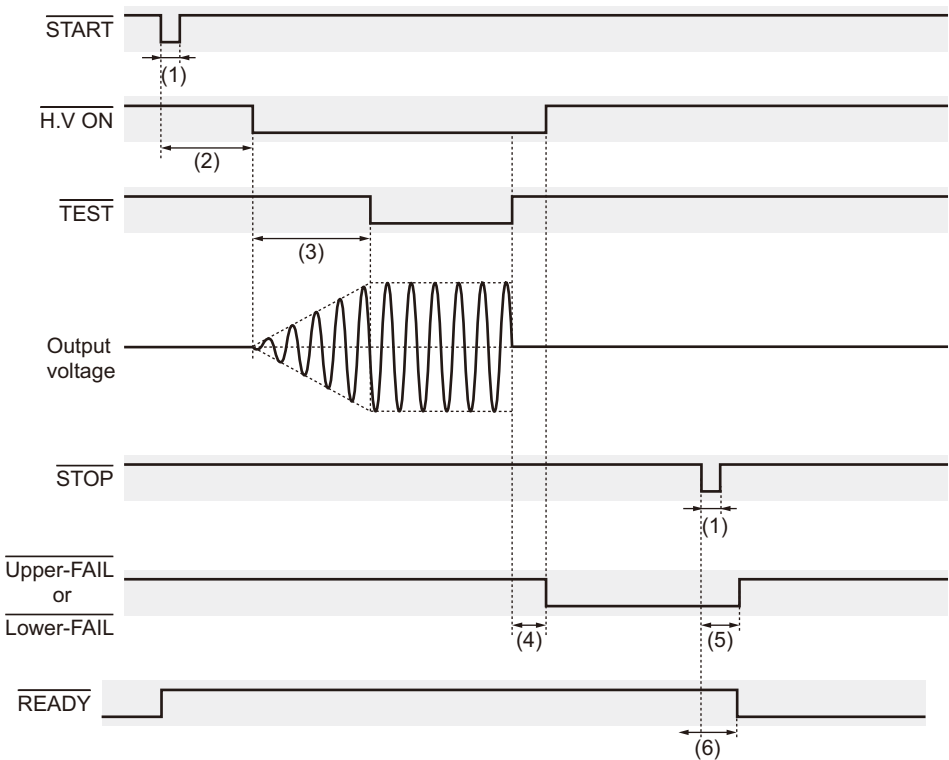 START
(1)
H.V ON
(2)
TEST
(3)
Output
voltage
STOP
(1)
Upper-FAIL
or
Lower-FAIL
(4)
(5)
READY
(6)